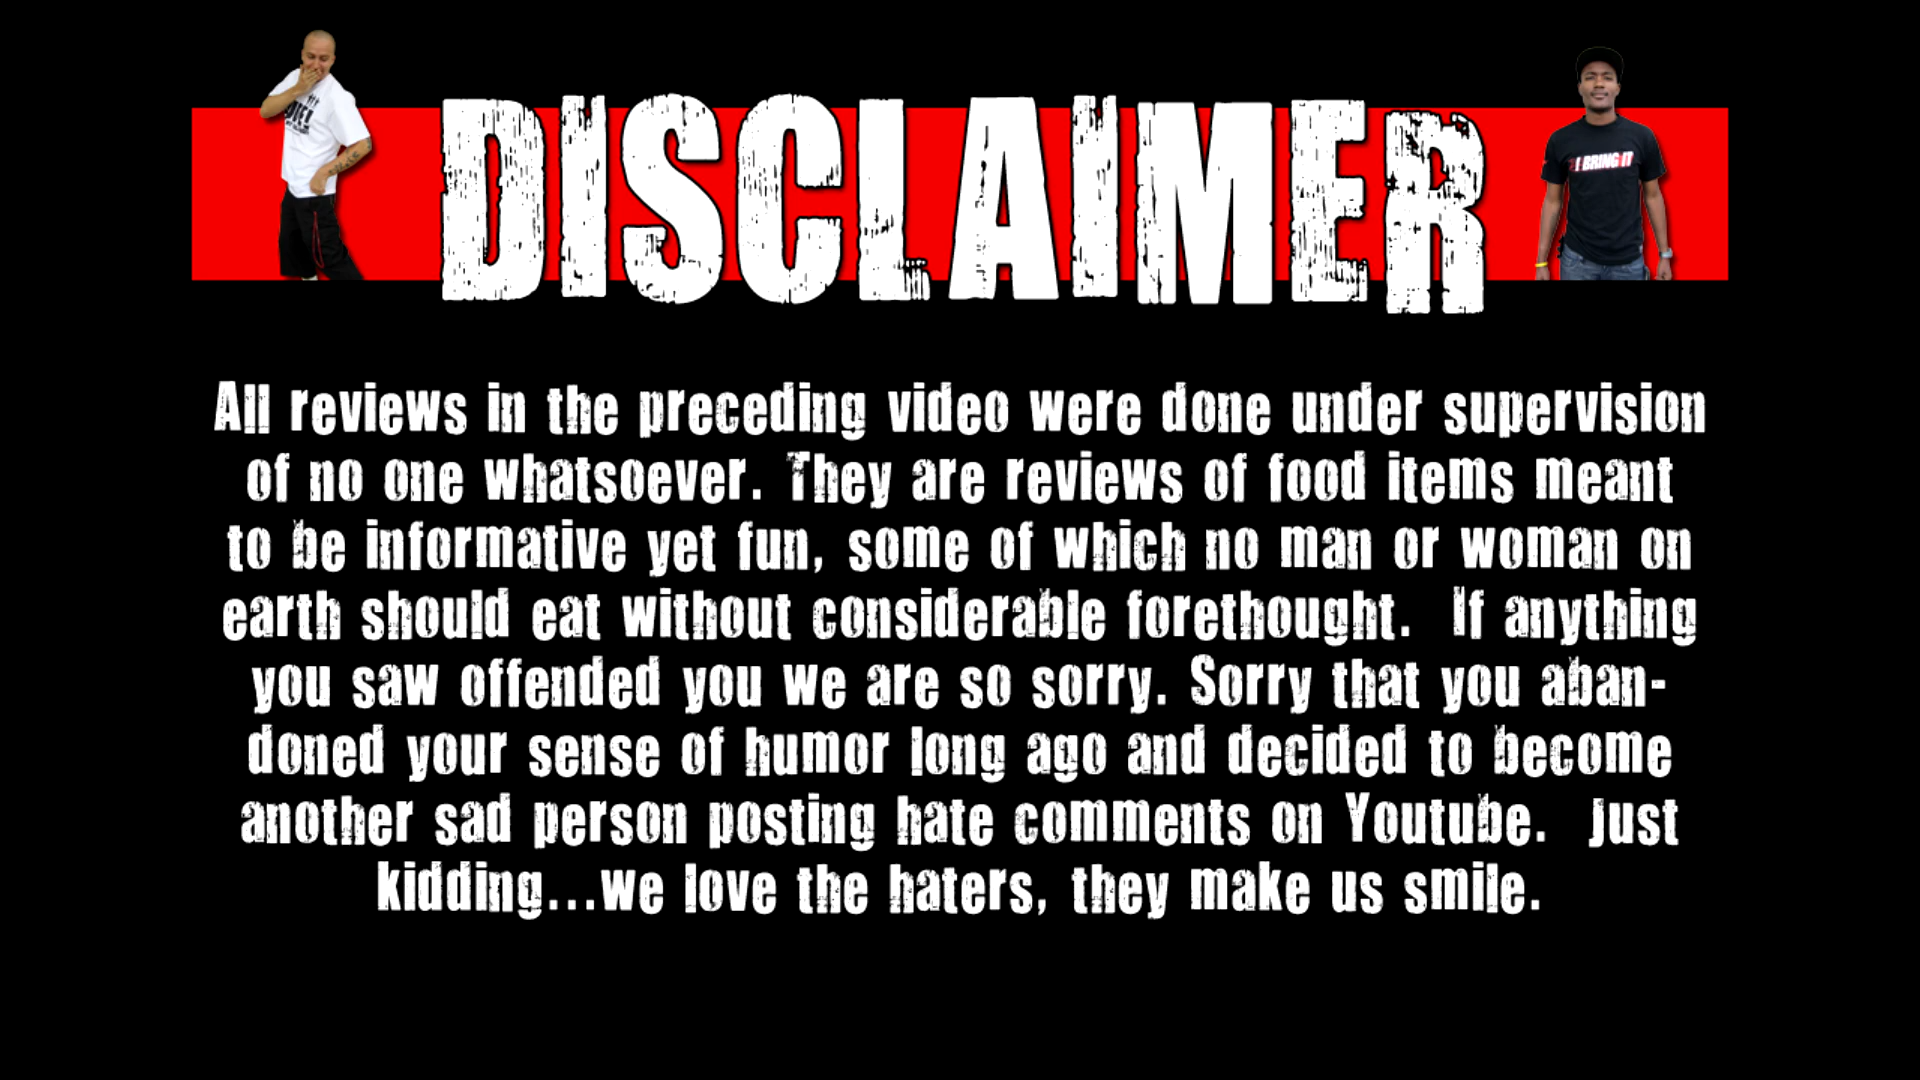 DISCLAIMER
DIET
I BRING IT
All reviews in the preceding video were done under supervision
of no one whatsoever. They are reviews of food items meant
to be informative yet fun, some of which no man or woman on
earth should eat without considerable forethought.  If anything
you saw offended you we are so sorry. Sorry that you aban-
doned your sense of humor long ago and decided to become
another sad person posting hate comments on Youtube.  Just
kidding...we love the haters, they make us smile.